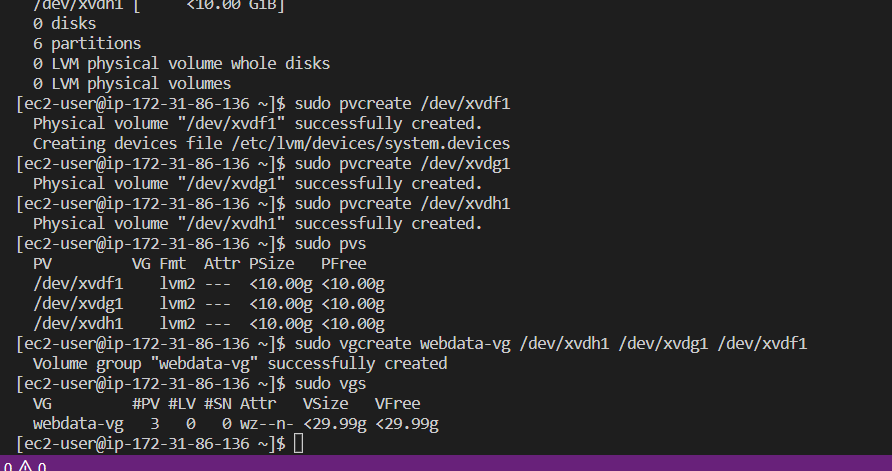 /dev/xvdh1 [     <10.00 GiB]
  0 disks
  6 partitions
  0 LVM physical volume whole disks
  0 LVM physical volumes
[ec2-user@ip-172-31-86-136 ~]$ sudo pvcreate /dev/xvdf1
  Physical volume "/dev/xvdf1" successfully created.
  Creating devices file /etc/lvm/devices/system.devices
[ec2-user@ip-172-31-86-136 ~]$ sudo pvcreate /dev/xvdg1
  Physical volume "/dev/xvdg1" successfully created.
[ec2-user@ip-172-31-86-136 ~]$ sudo pvcreate /dev/xvdh1
  Physical volume "/dev/xvdh1" successfully created.
[ec2-user@ip-172-31-86-136 ~]$ sudo pvs
  PV         VG Fmt  Attr PSize   PFree
  /dev/xvdf1    lvm2 ---  <10.00g <10.00g
  /dev/xvdg1    lvm2 ---  <10.00g <10.00g
  /dev/xvdh1    lvm2 ---  <10.00g <10.00g
[ec2-user@ip-172-31-86-136 ~]$ sudo vgcreate webdata-vg /dev/xvdh1 /dev/xvdg1 /dev/xvdf1
  Volume group "webdata-vg" successfully created
[ec2-user@ip-172-31-86-136 ~]$ sudo vgs
  VG         #PV #LV #SN Attr   VSize   VFree
  webdata-vg   3   0   0 wz--n- <29.99g <29.99g
[ec2-user@ip-172-31-86-136 ~]$
0 ⚠ 0